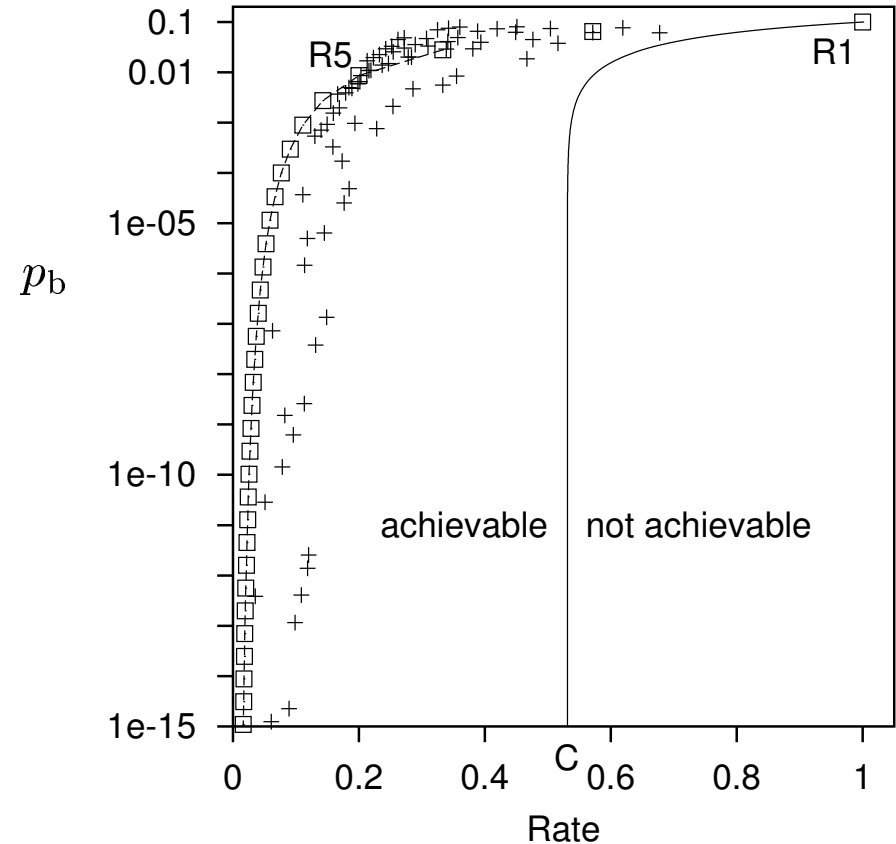 0.1
R5
R1
0.01
1e-05
p_b
1e-10
achievable
not achievable
1e-15
0
0.2
0.4
C
0.6
0.8
1
Rate